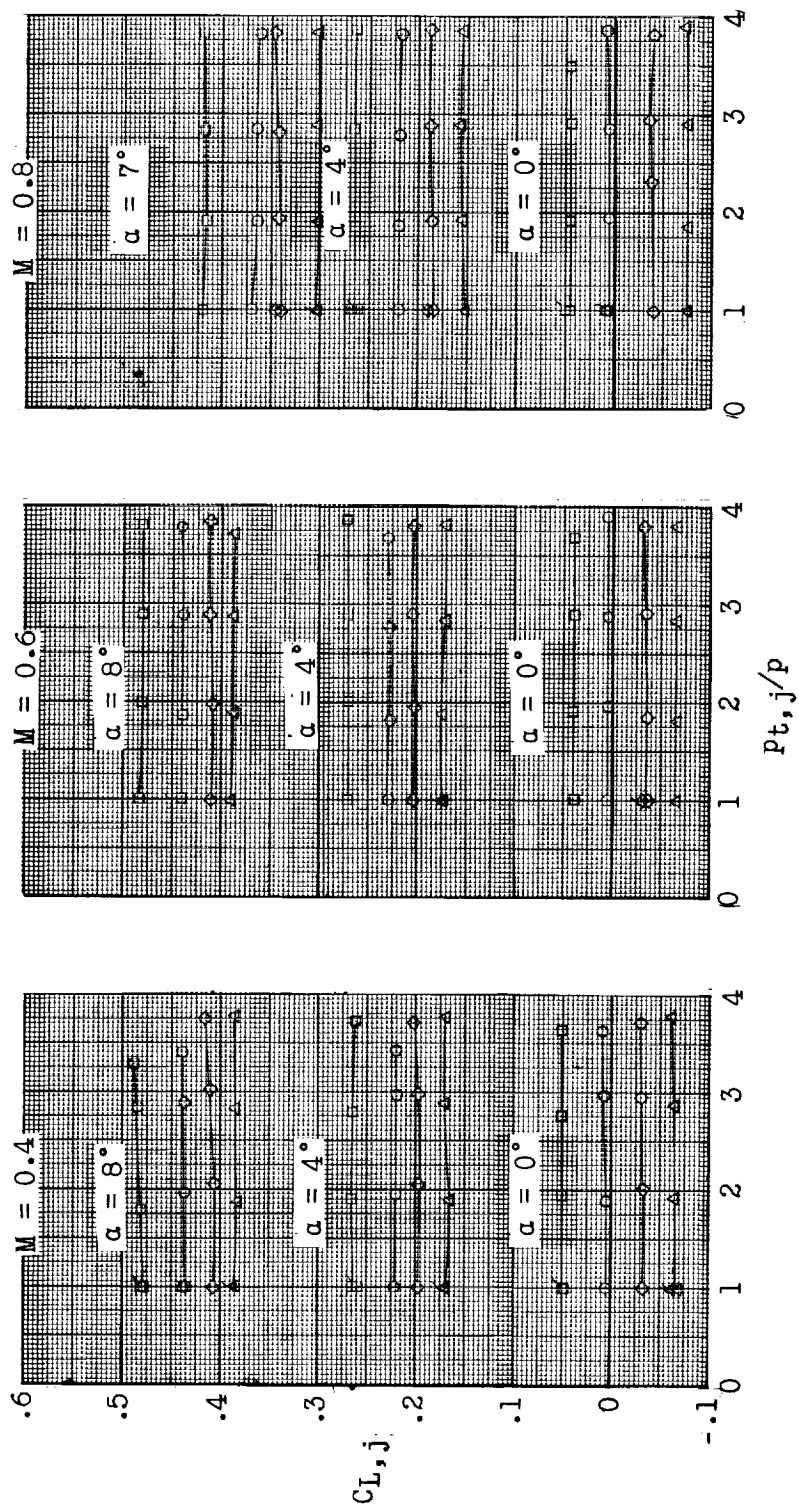 M = 0.4
α = 8°
α = 4°
α = 0°
.6
.5
.4
.3
.2
.1
0
-.1
C_L,j
0 1 2 3 4
M = 0.6
α = 8°
α = 4°
α = 0°
0 1 2 3 4
p_t,j/p
M = 0.8
α = 7°
α = 4°
α = 0°
0 1 2 3 4